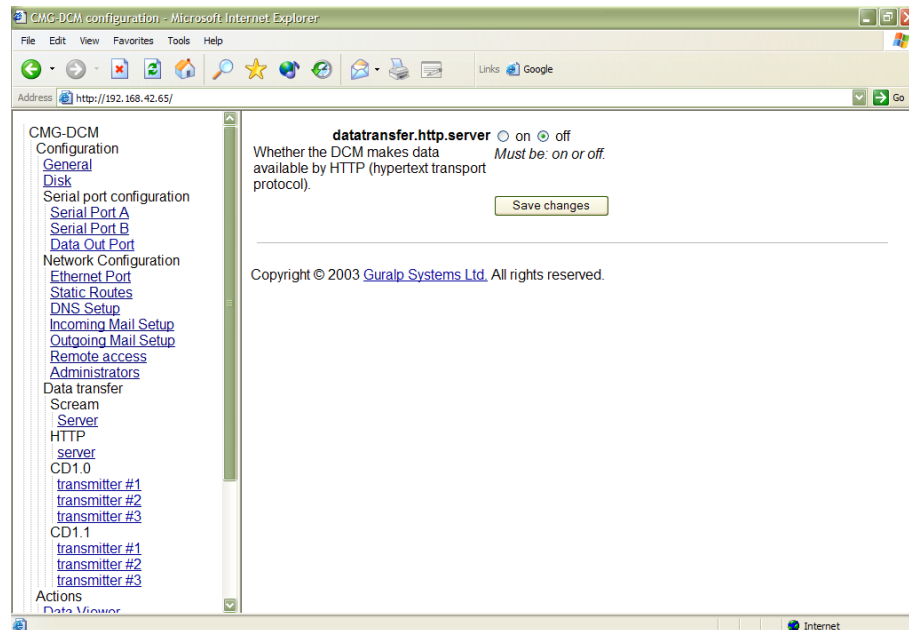 CMG-DCM configuration - Microsoft Internet Explorer
File Edit View Favorites Tools Help
Links Google
Address http://192.168.42.65/ Go
CMG-DCM
Configuration
General
Disk
Serial port configuration
Serial Port A
Serial Port B
Data Out Port
Network Configuration
Ethernet Port
Static Routes
DNS Setup
Incoming Mail Setup
Outgoing Mail Setup
Remote access
Administrators
Data transfer
Scream
Server
HTTP
server
CD1.0
transmitter #1
transmitter #2
transmitter #3
CD1.1
transmitter #1
transmitter #2
transmitter #3
Actions
Data Viewer
datatransfer.http.server on off
Whether the DCM makes data
available by HTTP (hypertext transport
protocol).
Must be: on or off.
Save changes
Copyright © 2003 Guralp Systems Ltd. All rights reserved.
Internet